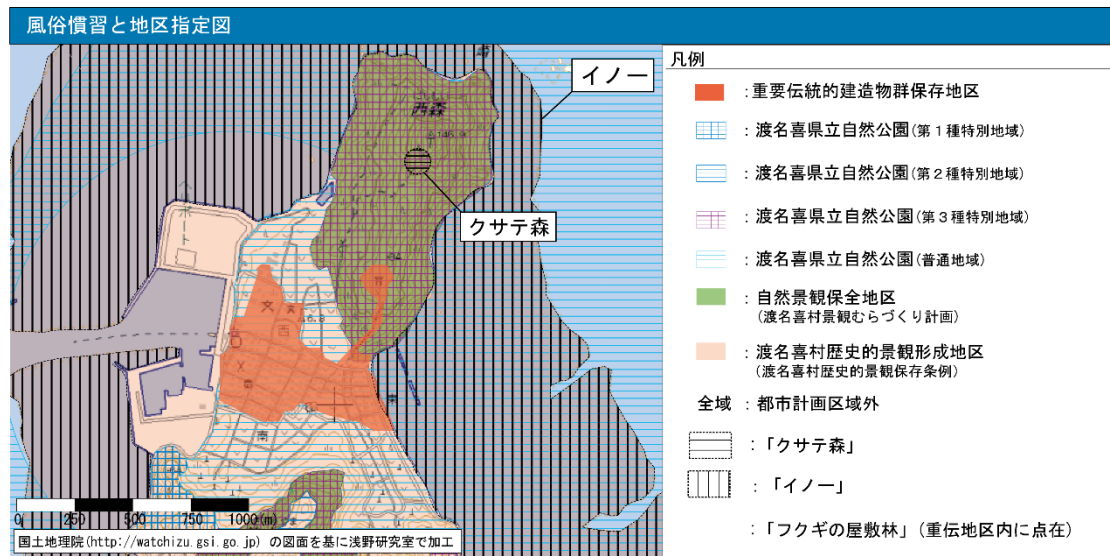 風俗慣習と地区指定図
イノー
西森
クサテ森
文
西
南
0 250 500 750 1000(m)
国土地理院(http://watchizu.gsi.go.jp) の図面を基に浅野研究室で加工
凡例
:重要伝統的建造物群保存地区
:渡名喜県立自然公園(第1種特別地域)
:渡名喜県立自然公園(第2種特別地域)
:渡名喜県立自然公園(第3種特別地域)
:渡名喜県立自然公園(普通地域)
:自然景観保全地区
(渡名喜村景観むらづくり計画)
:渡名喜村歴史的景観形成地区
(渡名喜村歴史的景観保存条例)
全域 :都市計画区域外
:「クサテ森」
:「イノー」
:「フクギの屋敷林」(重伝地区内に点在)